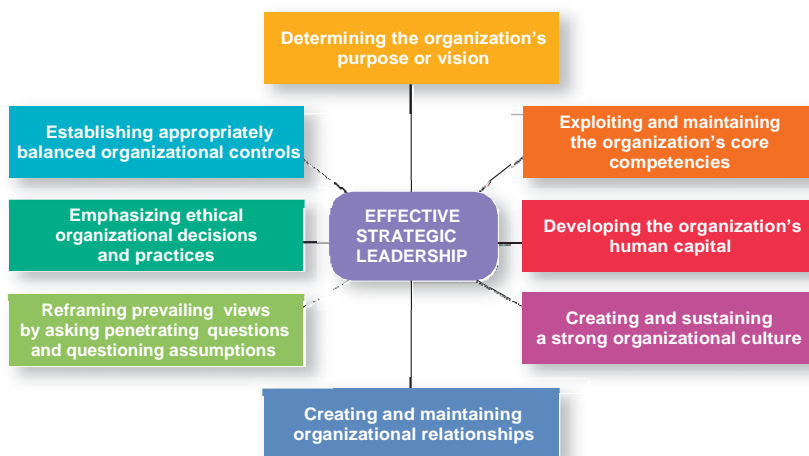 Determining the organization's
purpose or vision
Establishing appropriately
balanced organizational controls
Exploiting and maintaining
the organization's core
competencies
Emphasizing ethical
organizational decisions
and practices
EFFECTIVE
STRATEGIC
LEADERSHIP
Developing the organization's
human capital
Reframing prevailing views
by asking penetrating questions
and questioning assumptions
Creating and sustaining
a strong organizational culture
Creating and maintaining
organizational relationships